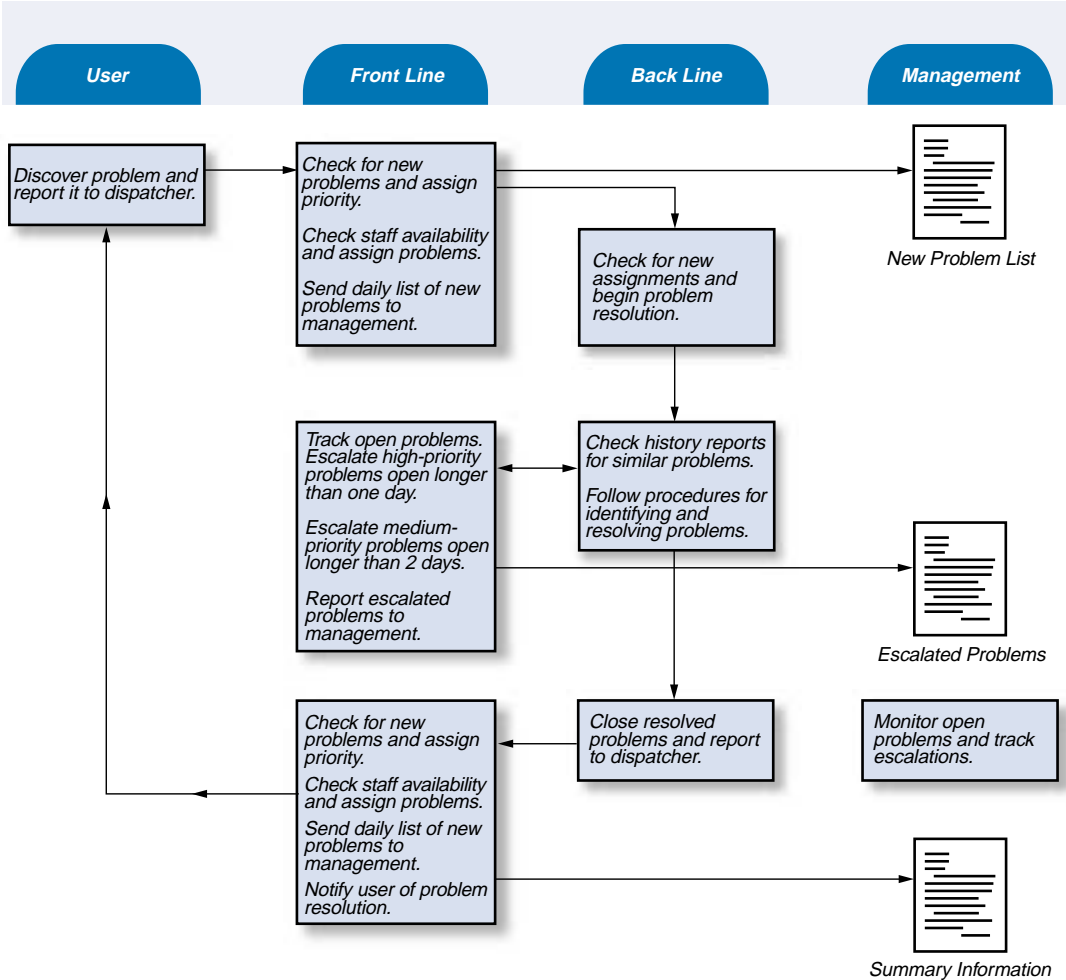 User
Front Line
Back Line
Management
Discover problem and
report it to dispatcher.
Check for new
problems and assign
priority.
Check staff availability
and assign problems.
Send daily list of new
problems to
management.
New Problem List
Check for new
assignments and
begin problem
resolution.
Track open problems.
Escalate high-priority
problems open longer
than one day.
Escalate medium-
priority problems open
longer than 2 days.
Report escalated
problems to
management.
Check history reports
for similar problems.
Follow procedures for
identifying and
resolving problems.
Escalated Problems
Check for new
problems and assign
priority.
Check staff availability
and assign problems.
Send daily list of new
problems to
management.
Notify user of problem
resolution.
Close resolved
problems and report
to dispatcher.
Monitor open
problems and track
escalations.
Summary Information